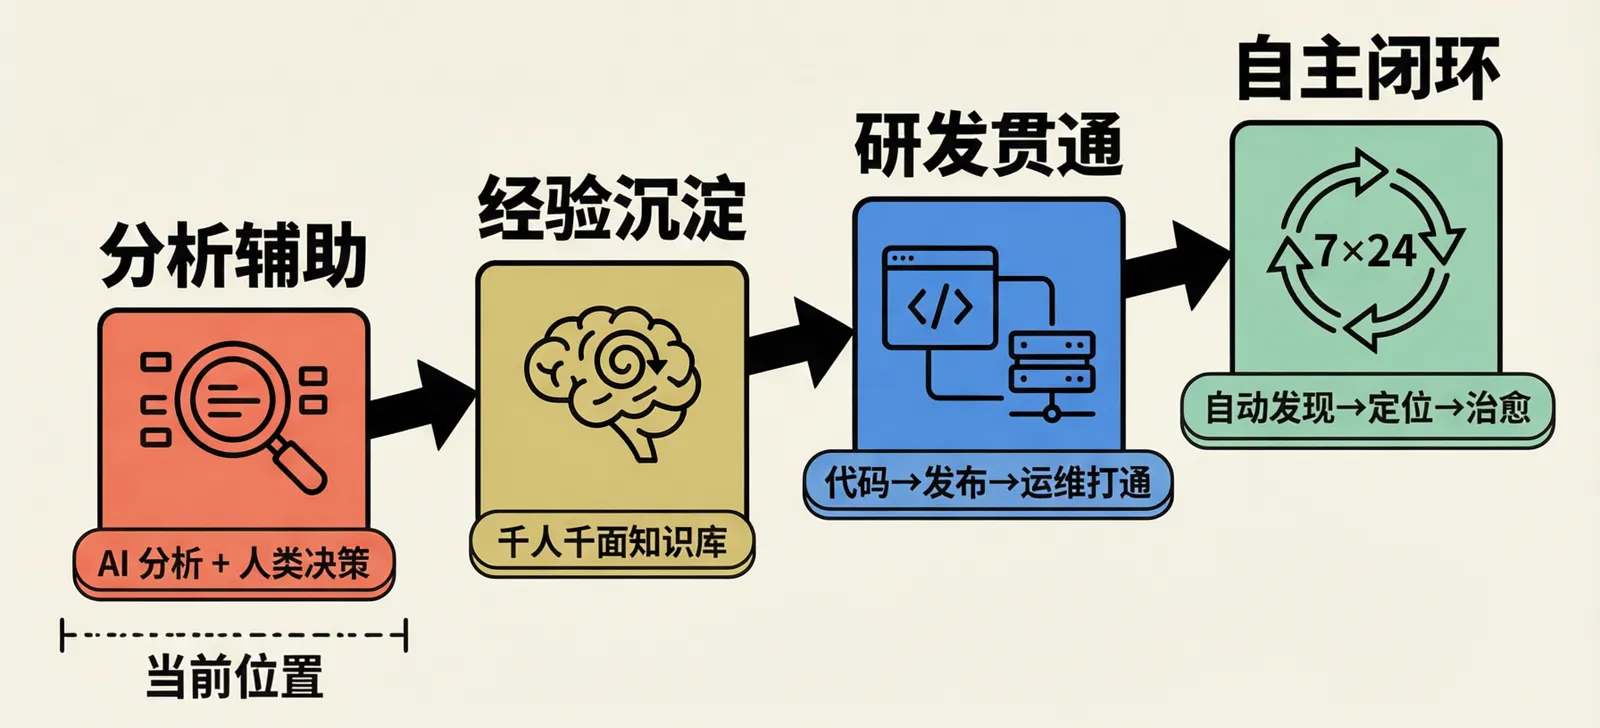 分析辅助
AI 分析 + 人类决策
当前位置
经验沉淀
千人千面知识库
研发贯通
</>
代码→发布→运维打通
自主闭环
7×24
自动发现→定位→治愈